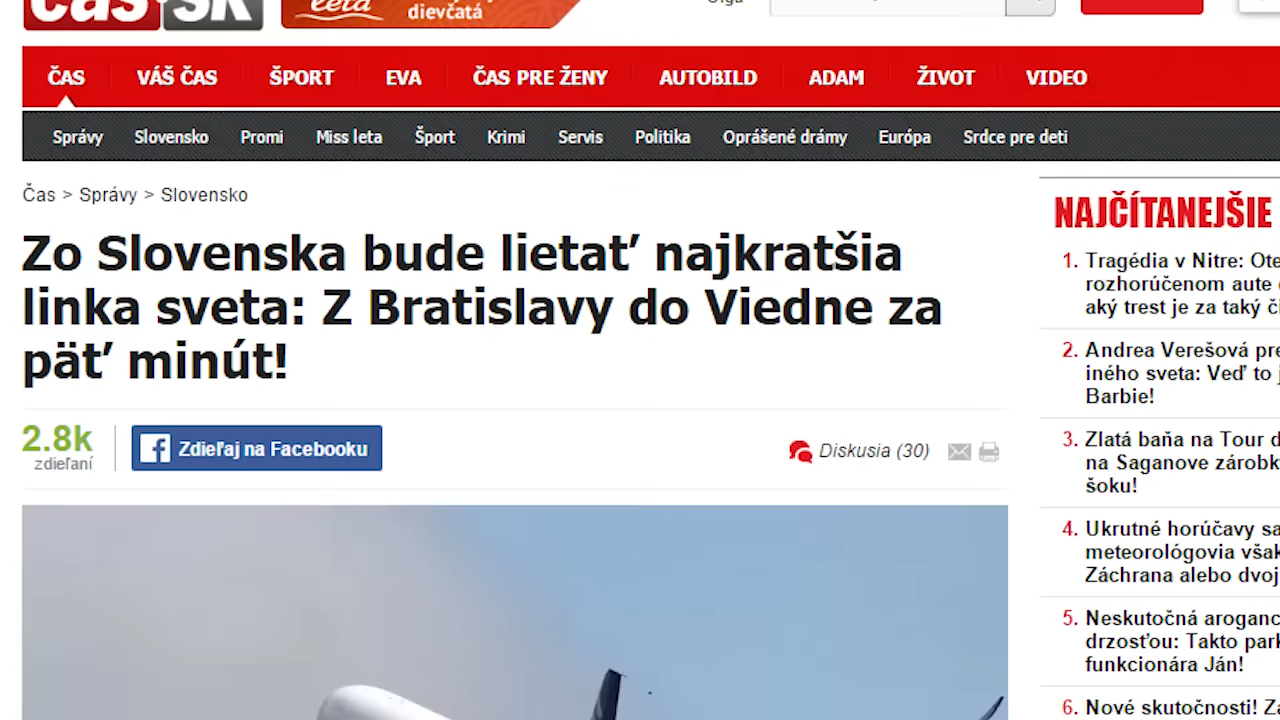 čas.sk
leta
dievčatá
ČAS VÁŠ ČAS ŠPORT EVA ČAS PRE ŽENY AUTOBILD ADAM ŽIVOT VIDEO
Správy Slovensko Promi Miss leta Šport Krimi Servis Politika Oprášené drámy Európa Srdce pre deti
Čas > Správy > Slovensko
Zo Slovenska bude lietať najkratšia
linka sveta: Z Bratislavy do Viedne za
päť minút!
2.8k
zdieľaní
Zdieľaj na Facebooku
Diskusia (30)
NAJČÍTANEJŠIE
1. Tragédia v Nitre:
rozhorúčenom aute
aký trest je za taký
2. Andrea Verešová
iného sveta: Veď to
Barbie!
3. Zlatá baňa na Tour
na Saganove
šoku!
4. Ukrutné horúčavy
meteorológovia
Záchrana alebo
5. Neskutočná
drzosťou: Takto
funkcionára Ján!
6. Nové skutočnosti!